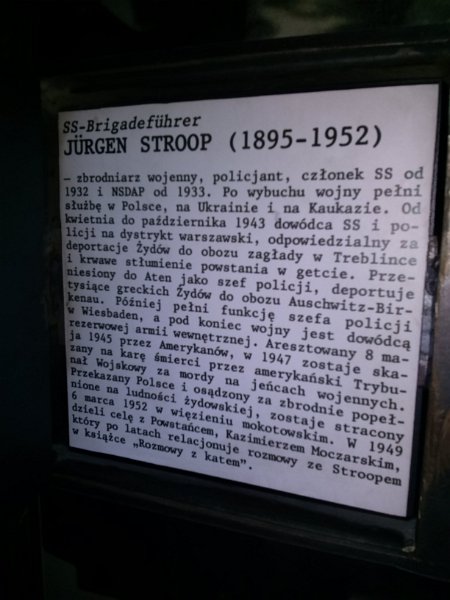 SS-Brigadeführer
JÜRGEN STROOP (1895-1952)
– zbrodniarz wojenny, policjant, członek SS od
1932 i NSDAP od 1933. Po wybuchu wojny pełni
służbę w Polsce, na Ukrainie i na Kaukazie. Od
kwietnia do października 1943 dowódca SS i po-
licji na dystrykt warszawski, odpowiedzialny za
deportacje Żydów do obozu zagłady w Treblince
i krwawe stłumienie powstania w getcie. Prze-
niesiony do Aten jako szef policji, deportuje
tysiące greckich Żydów do obozu Auschwitz-Bir-
kenau. Później pełni funkcję szefa policji
w Wiesbaden, a pod koniec wojny jest dowódcą
rezerwowej armii wewnętrznej. Aresztowany 8 ma-
ja 1945 przez Amerykanów, w 1947 zostaje ska-
zany na karę śmierci przez amerykański Trybu-
nał Wojskowy za mordy na jeńcach wojennych.
Przekazany Polsce i osądzony za zbrodnie popeł-
nione na ludności żydowskiej, zostaje stracony
6 marca 1952 w więzieniu mokotowskim. W 1949
dzieli celę z Powstańcem, Kazimierzem Moczarskim,
który po latach relacjonuje rozmowy ze Stroopem
w książce „Rozmowy z katem”.